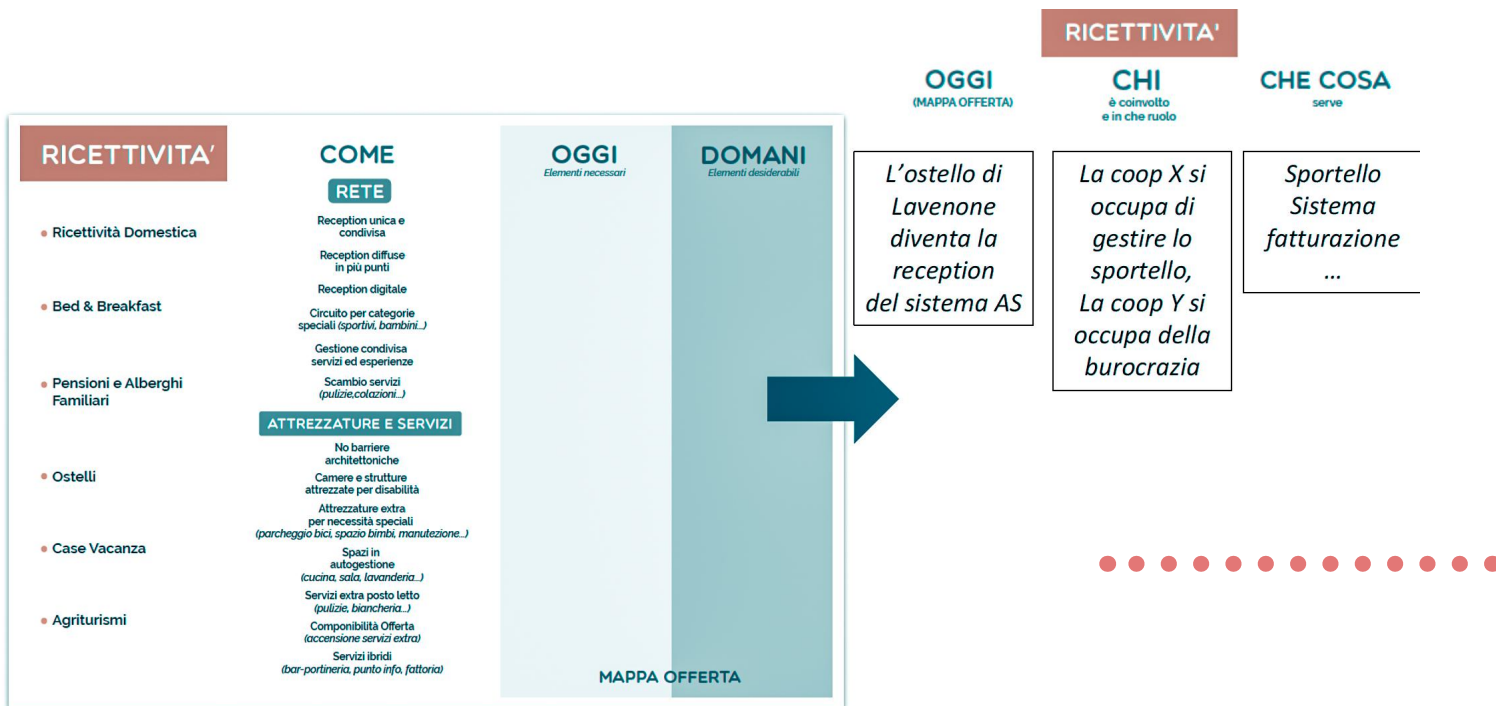 RICETTIVITA'
• Ricettività Domestica
• Bed & Breakfast
• Pensioni e Alberghi
Familiari
• Ostelli
• Case Vacanza
• Agriturismi
COME
RETE
Reception unica e
condivisa
Reception diffuse
in più punti
Reception digitale
Circuito per categorie
speciali (sportivi, bambini...)
Gestione condivisa
servizi ed esperienze
Scambio servizi
(pulizie,colazioni...)
ATTREZZATURE E SERVIZI
No barriere
architettoniche
Camere e strutture
attrezzate per disabilità
Attrezzature extra
per necessità speciali
(parcheggio bici, spazio bimbi, manutezione...)
Spazi in
autogestione
(cucina, sala, lavanderia...)
Servizi extra posto letto
(pulizie, biancheria...)
Componibilità Offerta
(accensione servizi extra)
Servizi ibridi
(bar-portineria, punto info, fattoria)
OGGI
Elementi necessari
DOMANI
Elementi desiderabili
MAPPA OFFERTA
RICETTIVITA'
OGGI
(MAPPA OFFERTA)
L'ostello di
Lavenone
diventa la
reception
del sistema AS
CHI
è coinvolto
e in che ruolo
La coop X si
occupa di
gestire lo
sportello,
La coop Y si
occupa della
burocrazia
CHE COSA
serve
Sportello
Sistema
fatturazione
...